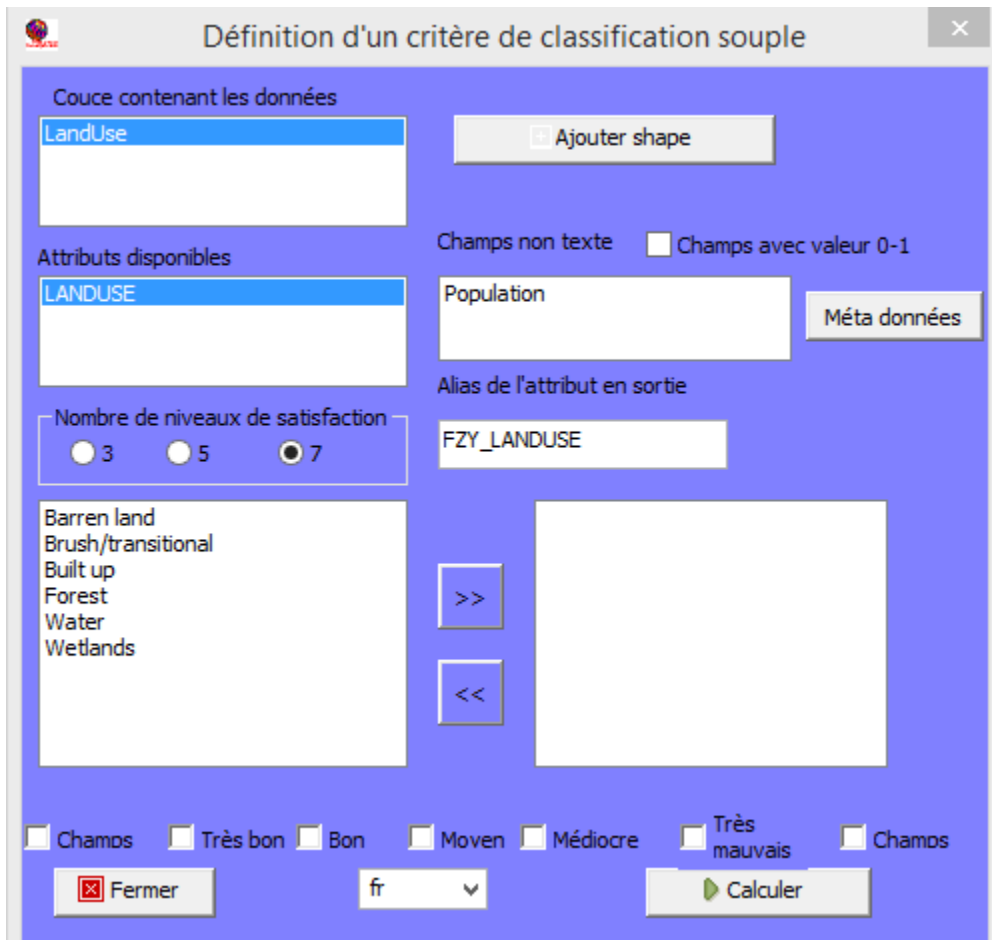 Définition d'un critère de classification souple
Couce contenant les données
LandUse
Ajouter shape
Attributs disponibles
LANDUSE
Champs non texte
Champs avec valeur 0-1
Population
Méta données
Alias de l'attribut en sortie
FZY_LANDUSE
Nombre de niveaux de satisfaction
3 5 7
Barren land
Brush/transitional
Built up
Forest
Water
Wetlands
>>
<<
Champs Très bon Bon Moyen Médiocre Très mauvais Champs
Fermer fr Calculer